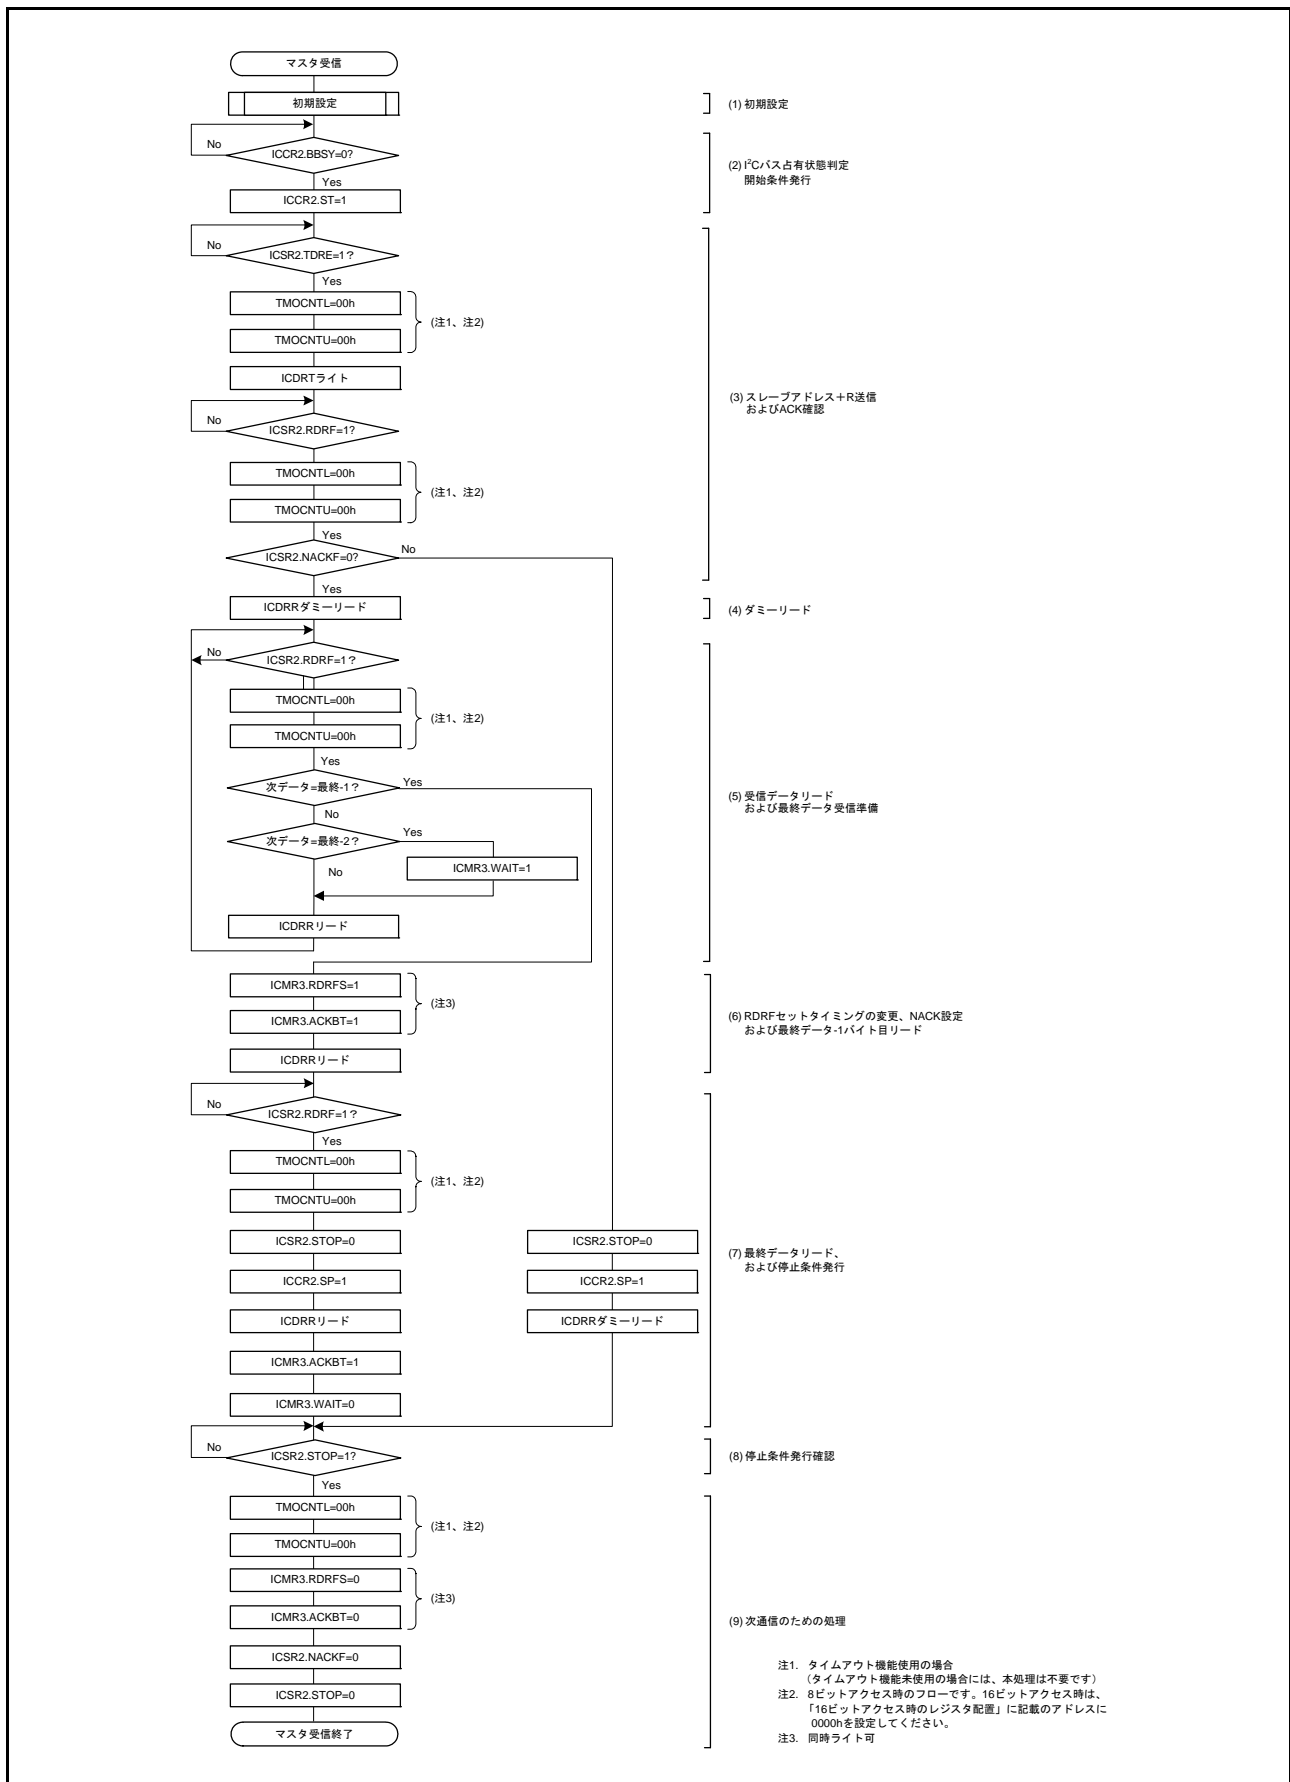 マスタ受信
初期設定
(1) 初期設定
No
ICCR2.BBSY=0?
(2) I²Cバス占有状態判定
開始条件発行
Yes
ICCR2.ST=1
No
ICSR2.TDRE=1？
Yes
TMOCNTL=00h
(注1、注2)
TMOCNTU=00h
ICDRTライト
(3) スレーブアドレス＋R送信
およびACK確認
No
ICSR2.RDRF=1?
TMOCNTL=00h
(注1、注2)
TMOCNTU=00h
Yes
ICSR2.NACKF=0?
No
Yes
ICDRRダミーリード
(4) ダミーリード
No
ICSR2.RDRF=1？
TMOCNTL=00h
(注1、注2)
TMOCNTU=00h
Yes
次データ=最終-1？
Yes
(5) 受信データリード
および最終データ受信準備
No
次データ=最終-2？
Yes
ICMR3.WAIT=1
No
ICDRRリード
ICMR3.RDRFS=1
(注3)
ICMR3.ACKBT=1
(6) RDRFセットタイミングの変更、NACK設定
および最終データ-1バイト目リード
ICDRRリード
No
ICSR2.RDRF=1？
Yes
TMOCNTL=00h
(注1、注2)
TMOCNTU=00h
ICSR2.STOP=0
ICSR2.STOP=0
(7) 最終データリード、
および停止条件発行
ICCR2.SP=1
ICCR2.SP=1
ICDRRリード
ICDRRダミーリード
ICMR3.ACKBT=1
ICMR3.WAIT=0
No
ICSR2.STOP=1?
(8) 停止条件発行確認
Yes
TMOCNTL=00h
(注1、注2)
TMOCNTU=00h
ICMR3.RDRFS=0
(注3)
ICMR3.ACKBT=0
(9) 次通信のための処理
ICSR2.NACKF=0
ICSR2.STOP=0
マスタ受信終了
注1. タイムアウト機能使用の場合
（タイムアウト機能未使用の場合には、本処理は不要です）
注2. 8ビットアクセス時のフローです。16ビットアクセス時は、
「16ビットアクセス時のレジスタ配置」に記載のアドレスに
0000hを設定してください。
注3. 同時ライト可